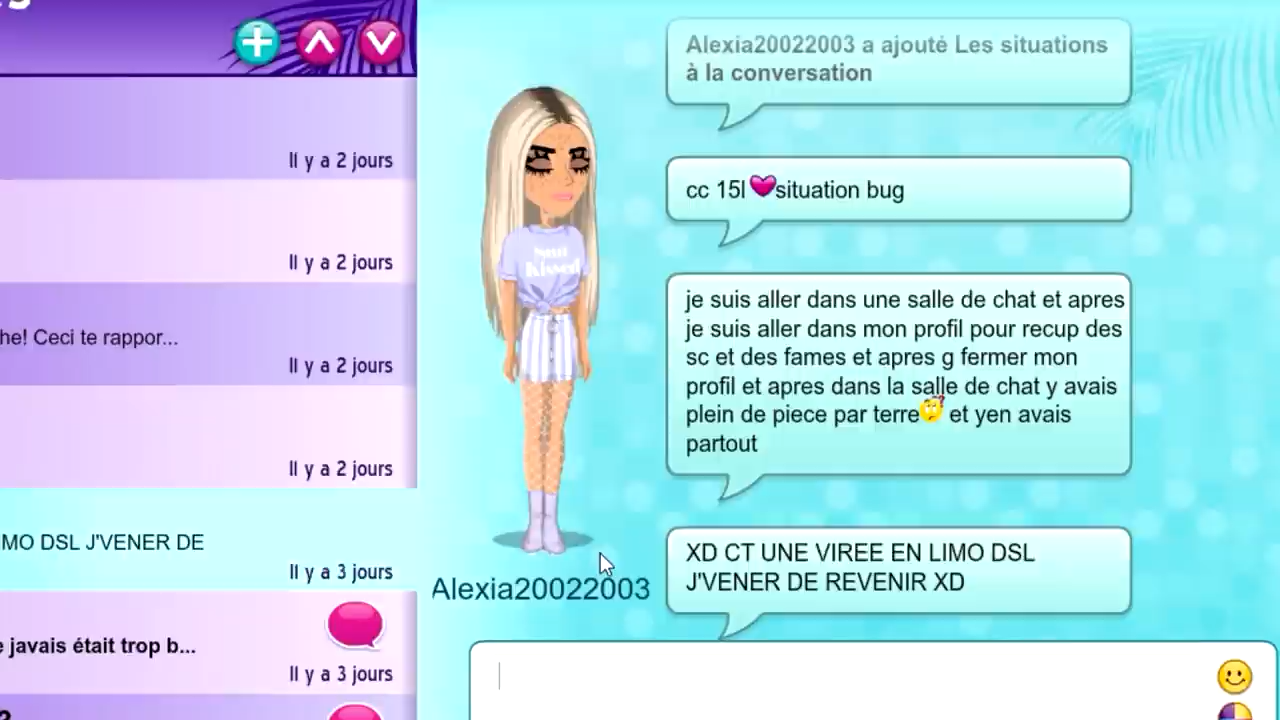 Il y a 2 jours
Il y a 2 jours
he! Ceci te rappor...
Il y a 2 jours
Il y a 2 jours
MO DSL J'VENER DE
Il y a 3 jours
javais était trop b...
Il y a 3 jours
Alexia20022003
Alexia20022003 a ajouté Les situations
à la conversation
cc 15l situation bug
je suis aller dans une salle de chat et apres
je suis aller dans mon profil pour recup des
sc et des fames et apres g fermer mon
profil et apres dans la salle de chat y avais
plein de piece par terre et yen avais
partout
XD CT UNE VIREE EN LIMO DSL
J'VENER DE REVENIR XD